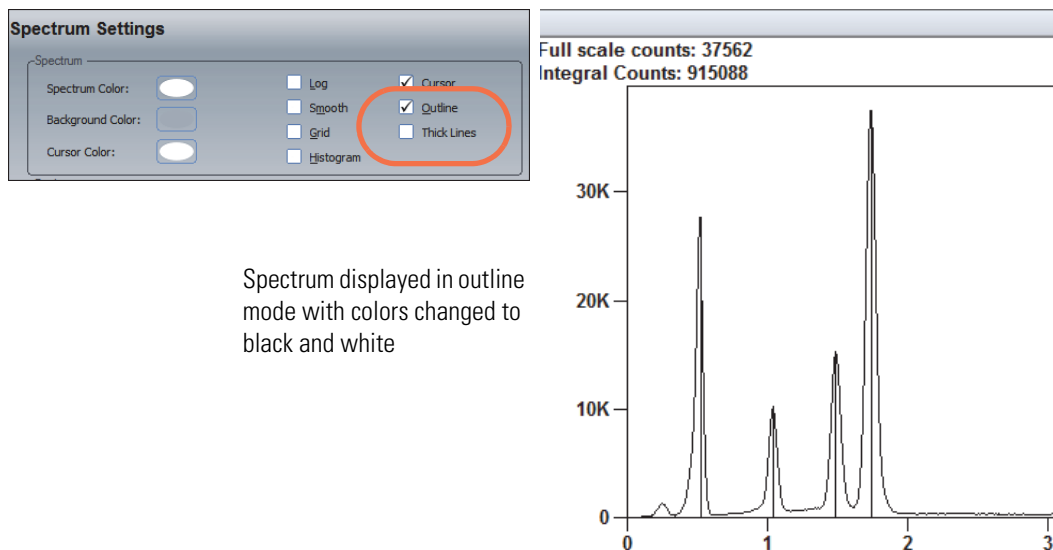 Spectrum Settings
Spectrum
Spectrum Color:
Background Color:
Cursor Color:
Log
Smooth
Grid
Histogram
Cursor
Outline
Thick Lines
Spectrum displayed in outline
mode with colors changed to
black and white
Full scale counts: 37562
Integral Counts: 915088
30K
20K
10K
0
0 1 2 3